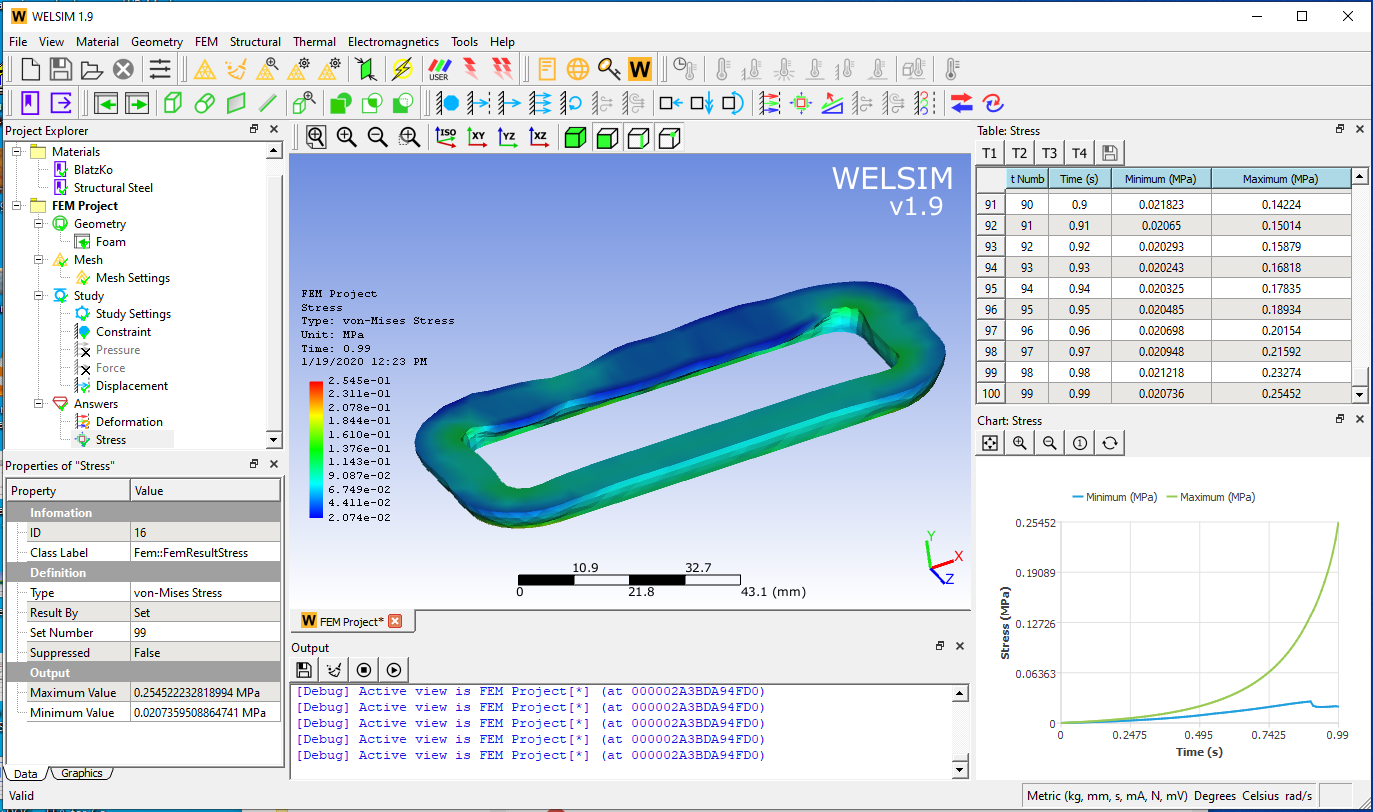 WELSIM 1.9
File View Material Geometry FEM Structural Thermal Electromagnetics Tools Help
USER
W
Project Explorer
Materials
BlatzKo
Structural Steel
FEM Project
Geometry
Foam
Mesh
Mesh Settings
Study
Study Settings
Constraint
Pressure
Force
Displacement
Answers
Deformation
Stress
Properties of "Stress"
Property Value
Infomation
ID 16
Class Label Fem::FemResultStress
Definition
Type von-Mises Stress
Result By Set
Set Number 99
Suppressed False
Output
Maximum Value 0.254522232818994 MPa
Minimum Value 0.0207359508864741 MPa
Data Graphics
Valid
ISO XY YZ XZ
WELSIM
v1.9
FEM Project
Stress
Type: von-Mises Stress
Unit: MPa
Time: 0.99
1/19/2020 12:23 PM
2.545e-01
2.311e-01
2.078e-01
1.844e-01
1.610e-01
1.376e-01
1.143e-01
9.087e-02
6.749e-02
4.411e-02
2.074e-02
Y
X
Z
10.9 32.7
0 21.8 43.1 (mm)
W FEM Project*
Output
[Debug] Active view is FEM Project[*] (at 000002A3BDA94FD0)
[Debug] Active view is FEM Project[*] (at 000002A3BDA94FD0)
[Debug] Active view is FEM Project[*] (at 000002A3BDA94FD0)
[Debug] Active view is FEM Project[*] (at 000002A3BDA94FD0)
[Debug] Active view is FEM Project[*] (at 000002A3BDA94FD0)
Table: Stress
T1 T2 T3 T4
t Numb Time (s) Minimum (MPa) Maximum (MPa)
91 90 0.9 0.021823 0.14224
92 91 0.91 0.02065 0.15014
93 92 0.92 0.020293 0.15879
94 93 0.93 0.020243 0.16818
95 94 0.94 0.020325 0.17835
96 95 0.95 0.020485 0.18934
97 96 0.96 0.020698 0.20154
98 97 0.97 0.020948 0.21592
99 98 0.98 0.021218 0.23274
100 99 0.99 0.020736 0.25452
Chart: Stress
Minimum (MPa) Maximum (MPa)
0.25452
0.19089
0.12726
0.06363
0
Stress (MPa)
0 0.2475 0.495 0.7425 0.99
Time (s)
Metric (kg, mm, s, mA, N, mV) Degrees Celsius rad/s